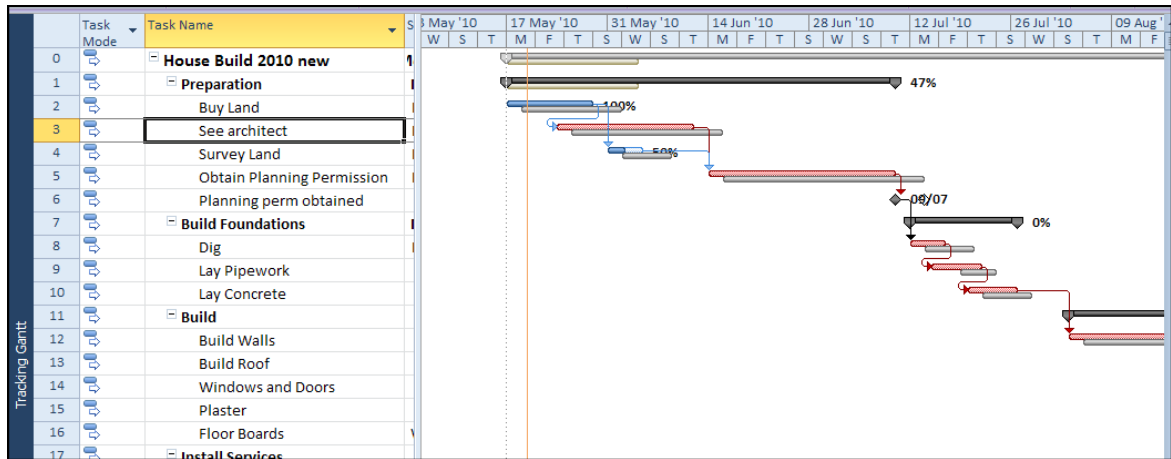 Task Mode Task Name S 3 May '10 17 May '10 31 May '10 14 Jun '10 28 Jun '10 12 Jul '10 26 Jul '10 09 Aug '
W S T M F T S W S T M F T S W S T M F T S W S T M F
0 House Build 2010 new
1 Preparation 47%
2 Buy Land 100%
3 See architect
4 Survey Land 50%
5 Obtain Planning Permission
6 Planning perm obtained 09/07
7 Build Foundations 0%
8 Dig
9 Lay Pipework
10 Lay Concrete
11 Build
12 Build Walls
13 Build Roof
14 Windows and Doors
15 Plaster
16 Floor Boards
17 Install Services
Tracking Gantt